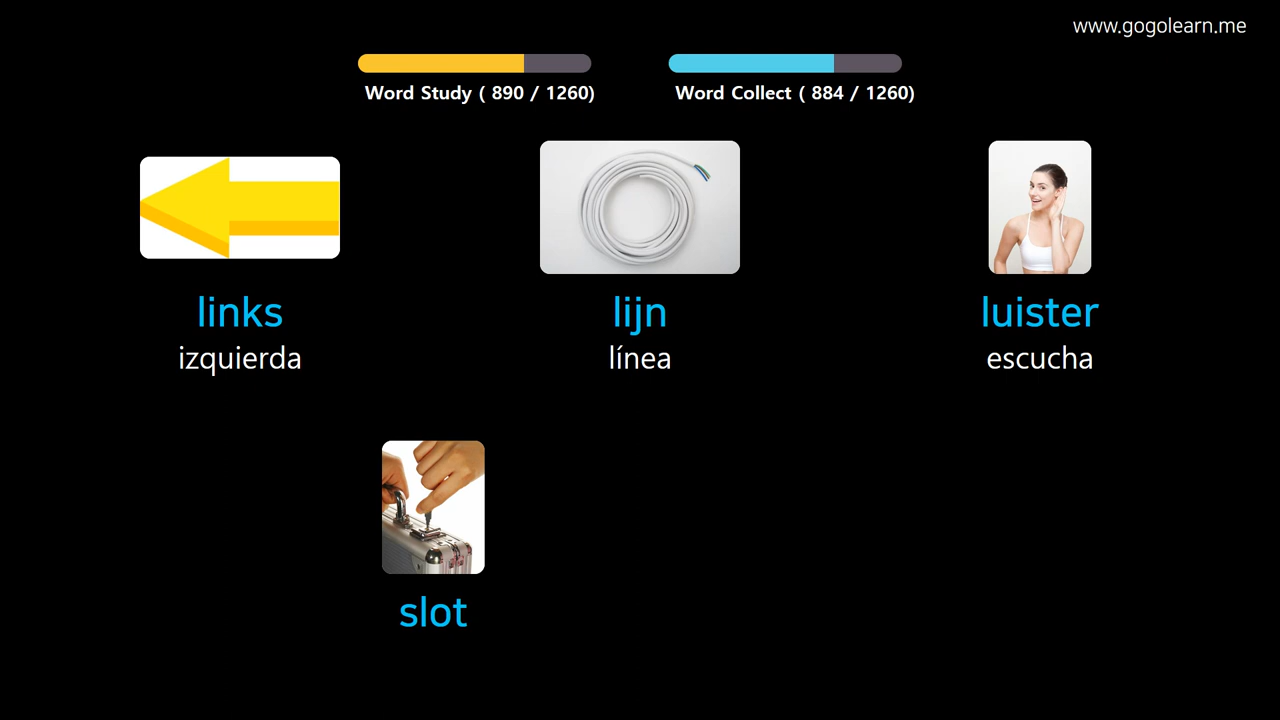 www.gogolearn.me
Word Study ( 890 / 1260)
Word Collect ( 884 / 1260)
links
lijn
luister
izquierda
línea
escucha
slot